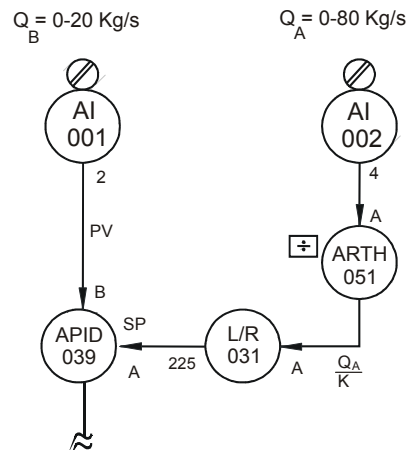 Q_B = 0-20 Kg/s
Q_A = 0-80 Kg/s
AI
001
AI
002
2
4
PV
A
÷
ARTH
051
B
SP
APID
039
L/R
031
A
225
A
Q_A
K